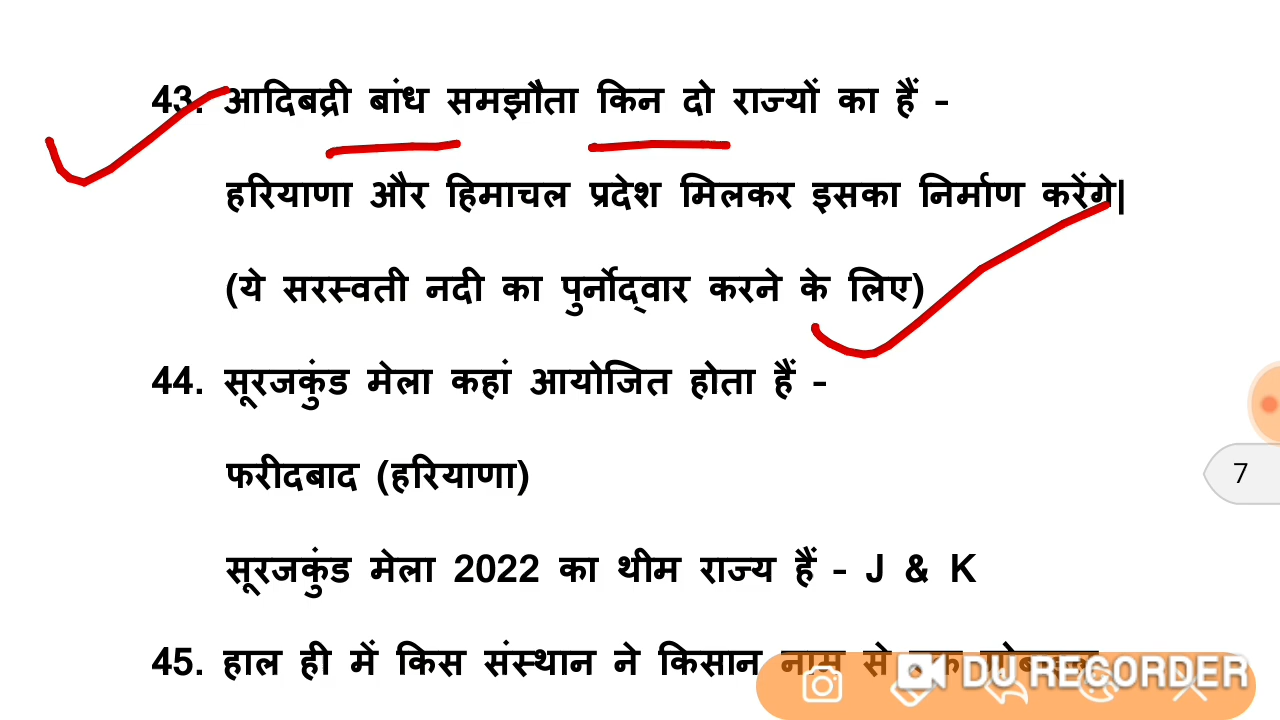 43. आदिबद्री बांध समझौता किन दो राज्यों का हैं -
हरियाणा और हिमाचल प्रदेश मिलकर इसका निर्माण करेंगे|
(ये सरस्वती नदी का पुर्नोद्वार करने के लिए)
44. सूरजकुंड मेला कहां आयोजित होता हैं -
फरीदबाद (हरियाणा)
7
सूरजकुंड मेला 2022 का थीम राज्य हैं - J & K
45. हाल ही में किस संस्थान ने किसान नाम से
DU RECORDER